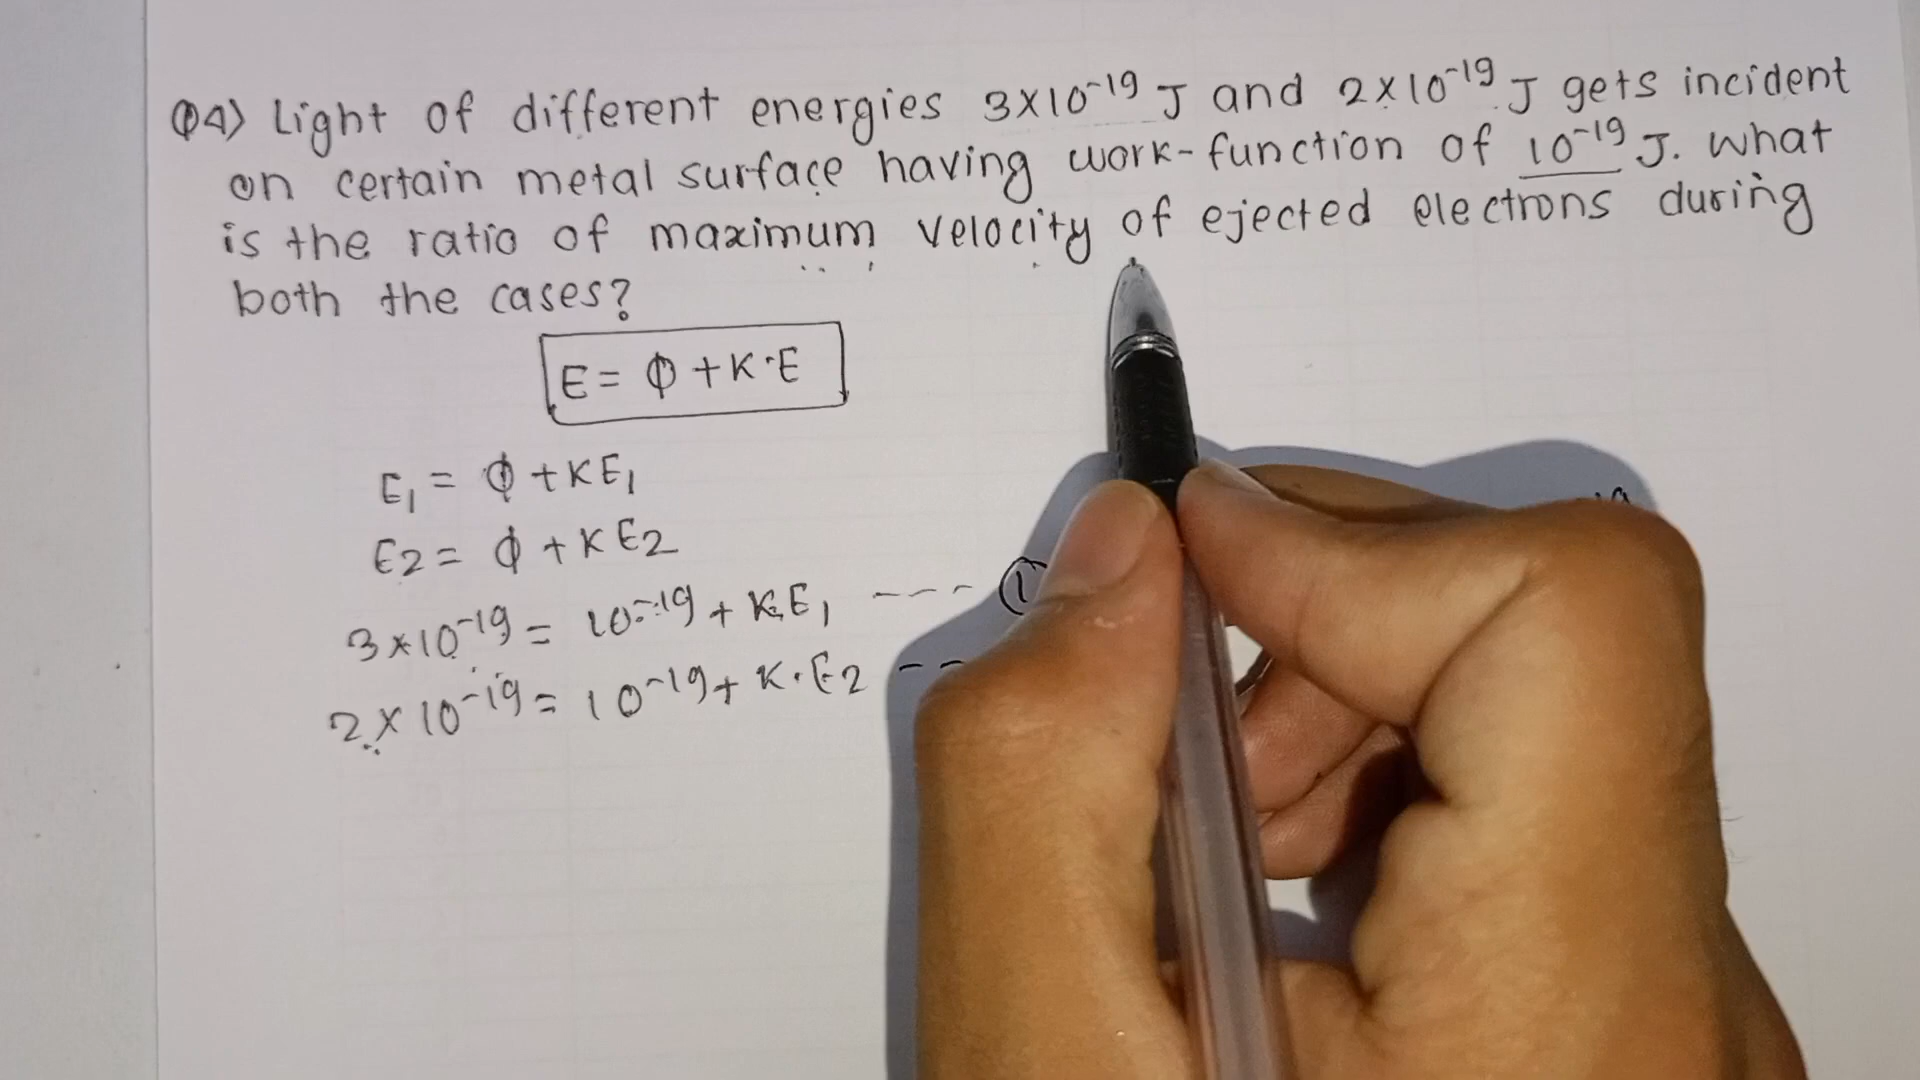 Q4) Light of different energies 3×10⁻¹⁹ J and 2×10⁻¹⁹ J gets incident
on certain metal surface having work-function of 10⁻¹⁹ J. What
is the ratio of maximum velocity of ejected electrons during
both the cases?
E = Φ + K·E
E₁ = Φ + KE₁
E2 = Φ + KE2
3×10⁻¹⁹ = 10⁻¹⁹ + K.E₁ ---- ①
2×10⁻¹⁹ = 10⁻¹⁹ + K.E2 --